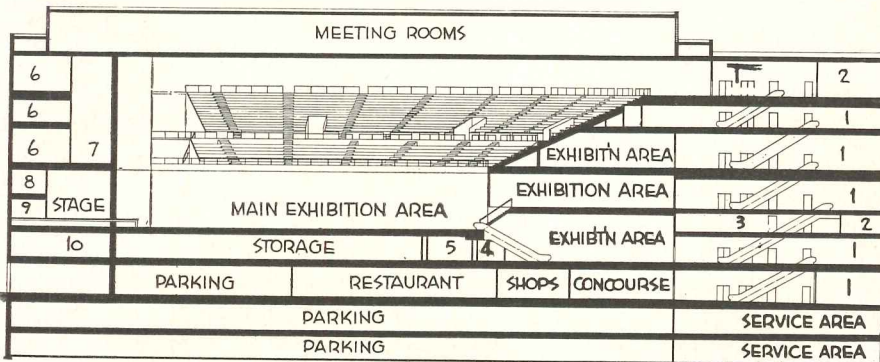 MEETING ROOMS
6
T
2
6
1
6
7
EXHIBIT'N AREA
1
8
EXHIBITION AREA
1
9 STAGE
MAIN EXHIBITION AREA
3
2
10
STORAGE
5
4
EXHIB'TN AREA
1
PARKING
RESTAURANT
SHOPS
CONCOURSE
1
PARKING
SERVICE AREA
PARKING
SERVICE AREA